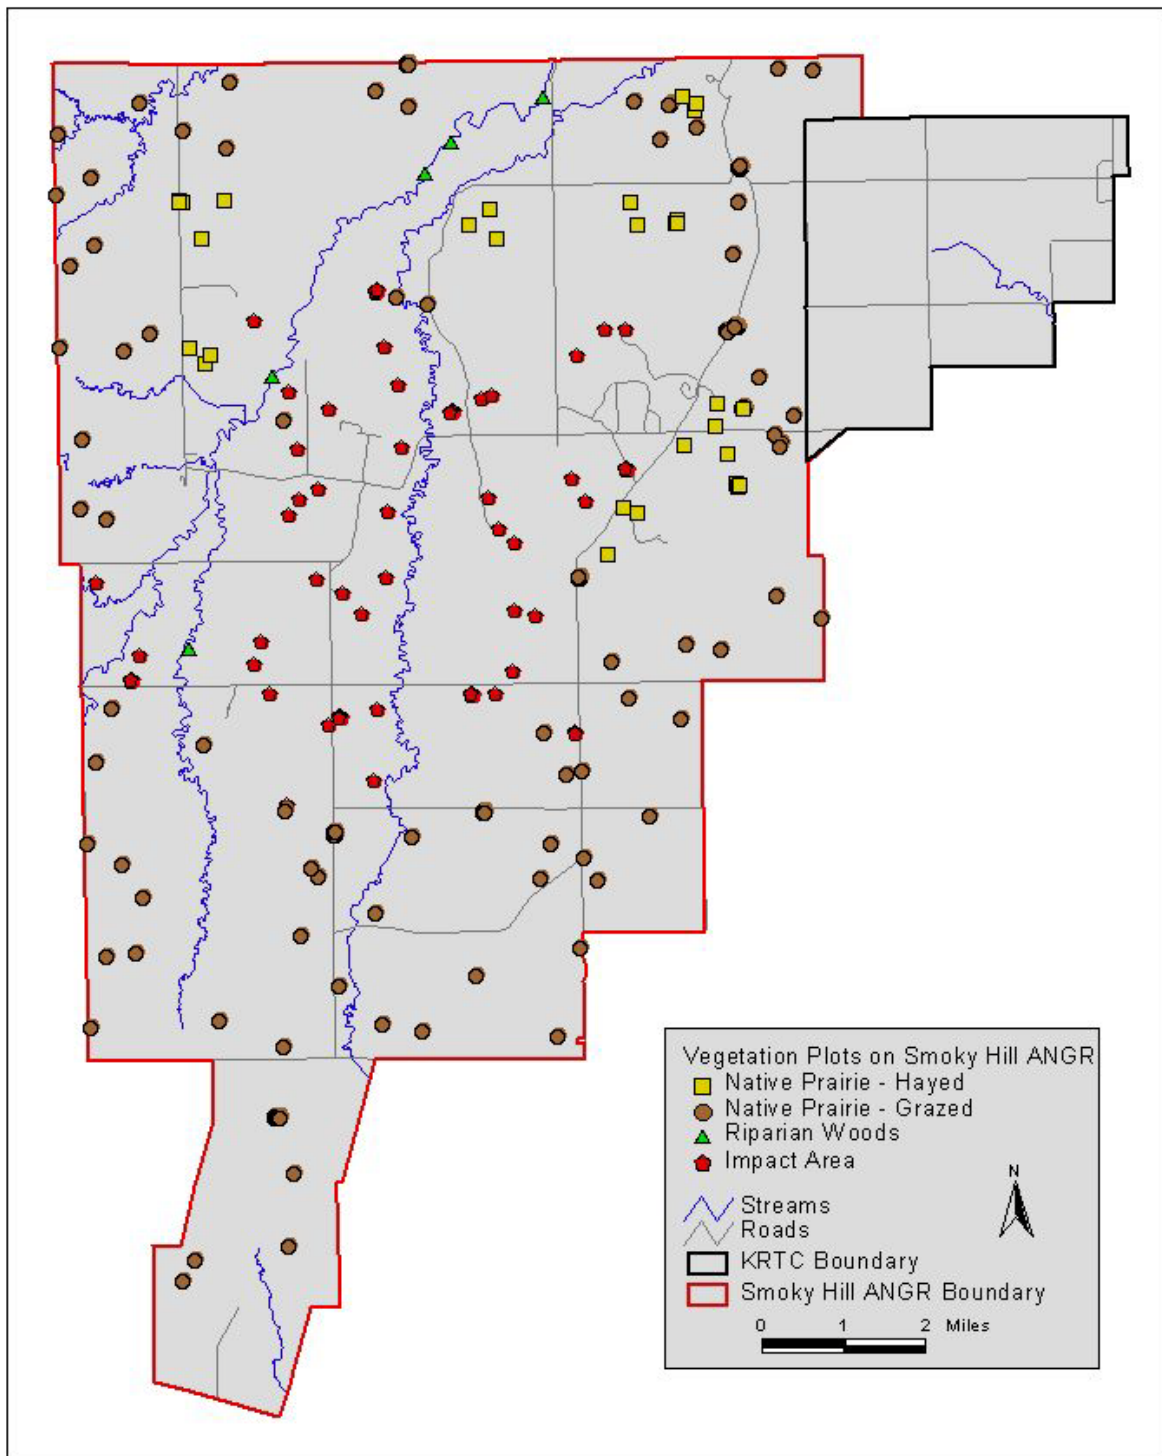 Vegetation Plots on Smoky Hill ANGR
Native Prairie - Hayed
Native Prairie - Grazed
Riparian Woods
Impact Area
N
Streams
Roads
KRTC Boundary
Smoky Hill ANGR Boundary
0 1 2 Miles